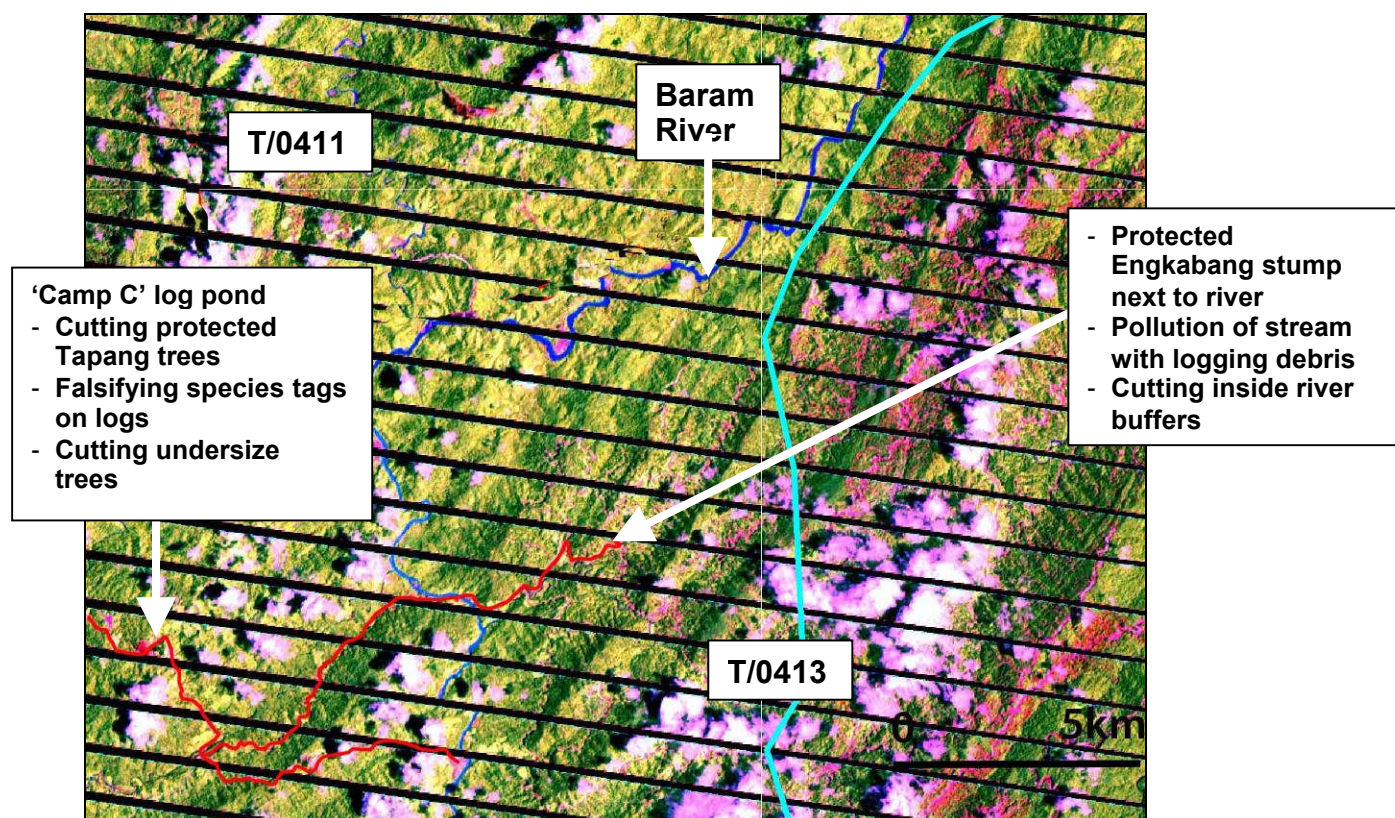 T/0411
Baram
River
‘Camp C’ log pond
- Cutting protected
Tapang trees
- Falsifying species tags
on logs
- Cutting undersize
trees
- Protected
Engkabang stump
next to river
- Pollution of stream
with logging debris
- Cutting inside river
buffers
T/0413
0 5km